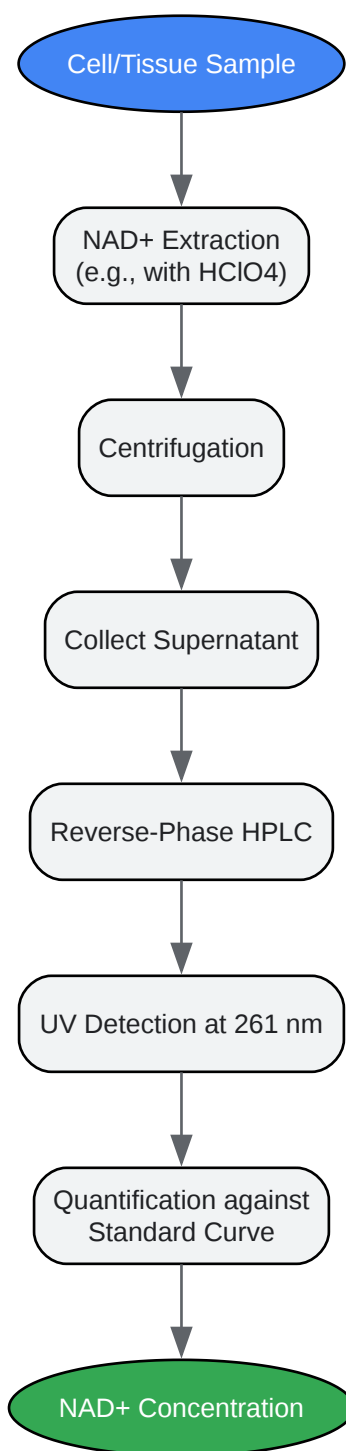 Cell/Tissue Sample
NAD+ Extraction
(e.g., with HClO4)
Centrifugation
Collect Supernatant
Reverse-Phase HPLC
UV Detection at 261 nm
Quantification against
Standard Curve
NAD+ Concentration